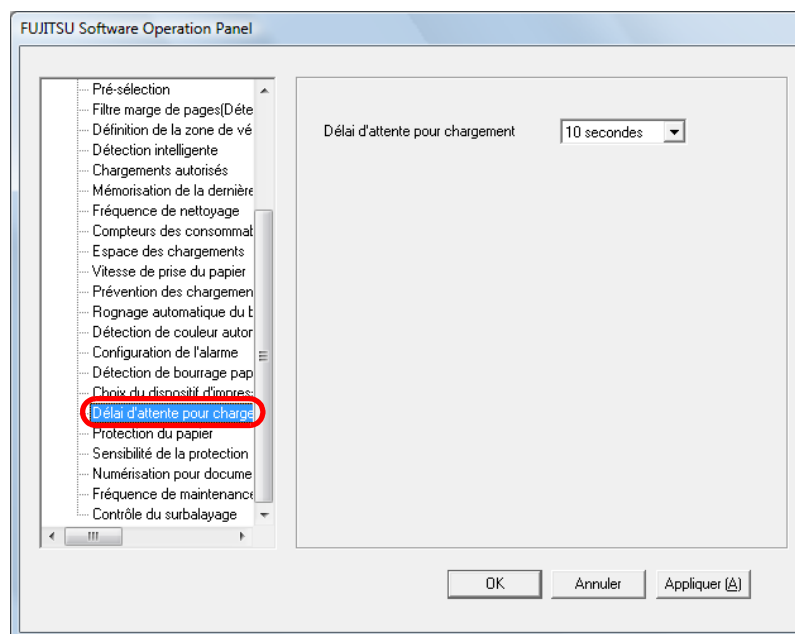 FUJITSU Software Operation Panel
Pré-sélection
Filtre marge de pages(Déte
Définition de la zone de vé
Détection intelligente
Chargements autorisés
Mémorisation de la dernière
Fréquence de nettoyage
Compteurs des consommat
Espace des chargements
Vitesse de prise du papier
Prévention des chargemen
Rognage automatique du b
Détection de couleur autor
Configuration de l'alarme
Détection de bourrage pap
Choix du dispositif d'impres
Délai d'attente pour charge
Protection du papier
Sensibilité de la protection
Numérisation pour docume
Fréquence de maintenance
Contrôle du surbalayage
Délai d'attente pour chargement
10 secondes
OK
Annuler
Appliquer (A)